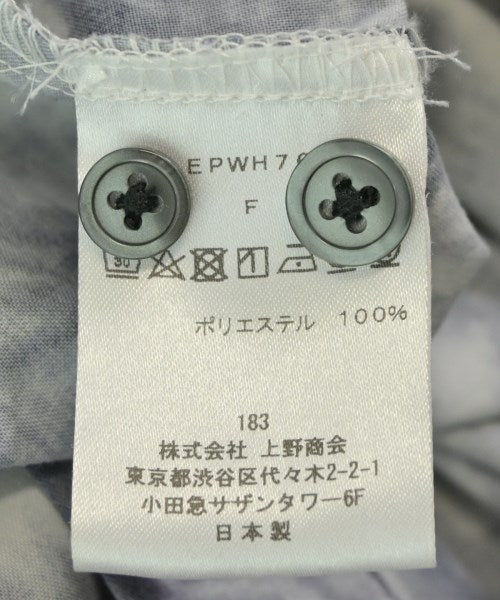 EPWH7
F
30
ポリエステル 100%
183
株式会社 上野商会
東京都渋谷区代々木2-2-1
小田急サザンタワー6F
日本製